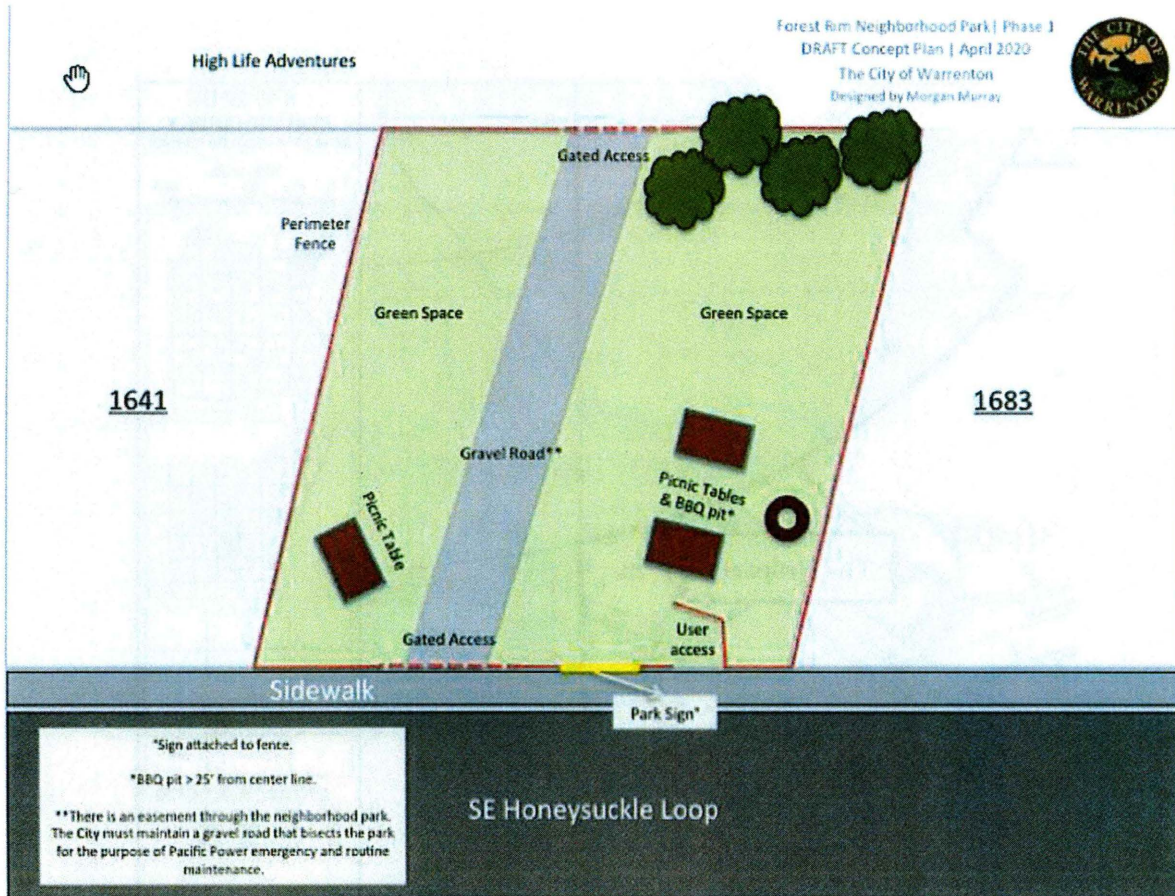 High Life Adventures
Forest Rim Neighborhood Park| Phase 1
DRAFT Concept Plan | April 2020
The City of Warrenton
Designed by Morgan Murray
THE CITY OF
WARRENTON
Gated Access
Perimeter
Fence
Green Space
Green Space
1641
1683
Gravel Road**
Picnic Tables
& BBQ pit*
Picnic Table
Gated Access
User
access
Sidewalk
Park Sign*
*Sign attached to fence.
*BBQ pit > 25' from center line.
**There is an easement through the neighborhood park.
The City must maintain a gravel road that bisects the park
for the purpose of Pacific Power emergency and routine
maintenance.
SE Honeysuckle Loop